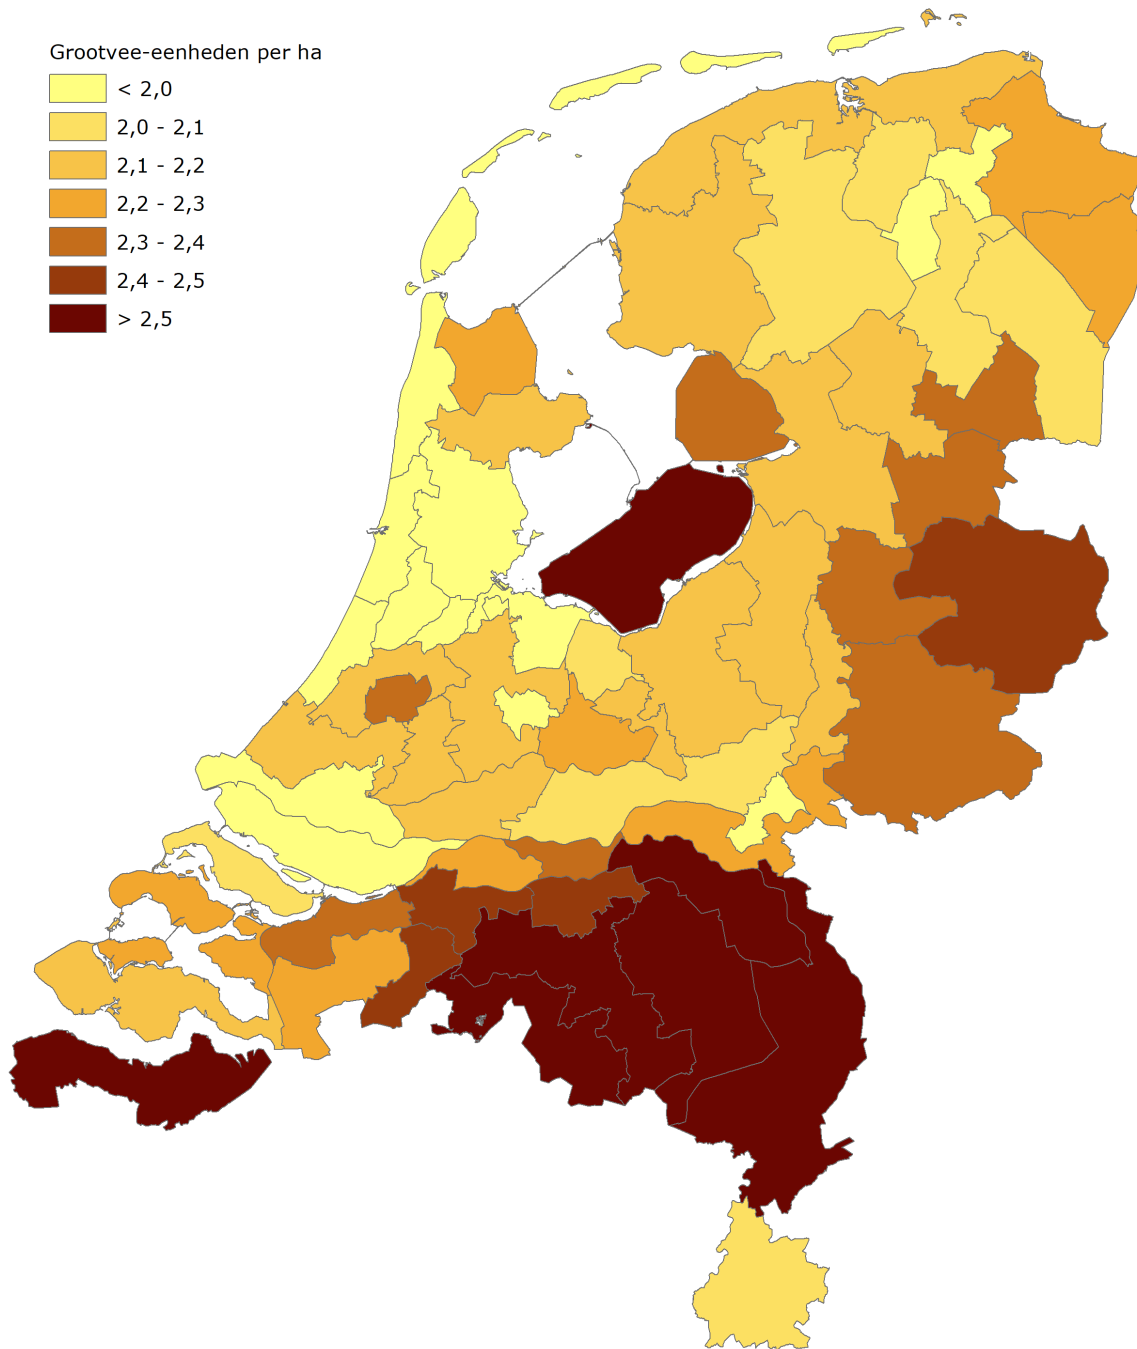 Grootvee-eenheden per ha
< 2,0
2,0 - 2,1
2,1 - 2,2
2,2 - 2,3
2,3 - 2,4
2,4 - 2,5
> 2,5